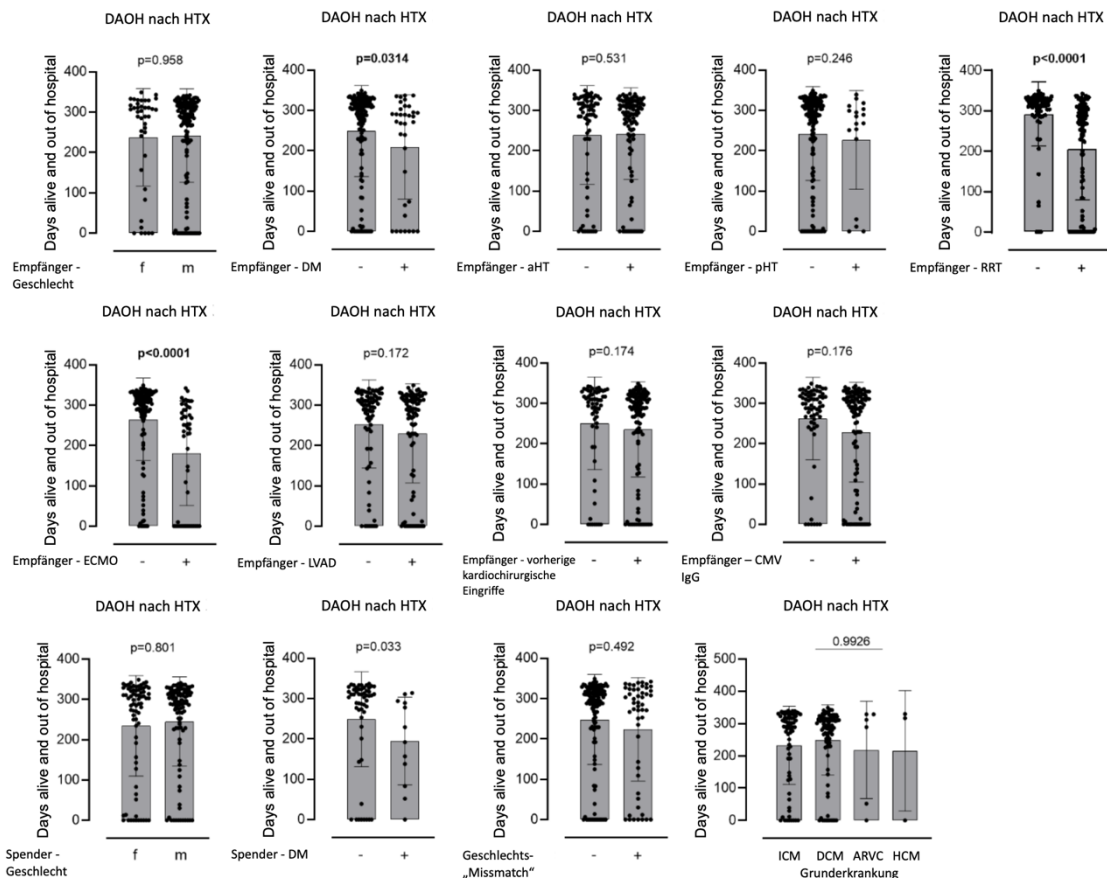 DAOH nach HTX
p=0.958
Days alive and out of hospital
400
300
200
100
0
f
m
Empfänger -
Geschlecht
DAOH nach HTX
p=0.0314
Days alive and out of hospital
400
300
200
100
0
Empfänger - DM
-
+
DAOH nach HTX
p=0.531
Days alive and out of hospital
400
300
200
100
0
Empfänger - aHT
-
+
DAOH nach HTX
p=0.246
Days alive and out of hospital
400
300
200
100
0
Empfänger - pHT
-
+
DAOH nach HTX
p<0.0001
Days alive and out of hospital
400
300
200
100
0
Empfänger - RRT
-
+
DAOH nach HTX
p<0.0001
Days alive and out of hospital
400
300
200
100
0
Empfänger - ECMO
-
+
DAOH nach HTX
p=0.172
Days alive and out of hospital
400
300
200
100
0
Empfänger - LVAD
-
+
DAOH nach HTX
p=0.174
Days alive and out of hospital
400
300
200
100
0
-
+
Empfänger - vorherige
kardiochirurgische
Eingriffe
DAOH nach HTX
p=0.176
Days alive and out of hospital
400
300
200
100
0
-
+
Empfänger – CMV
IgG
DAOH nach HTX
p=0.801
Days alive and out of hospital
400
300
200
100
0
f
m
Spender -
Geschlecht
DAOH nach HTX
p=0.033
Days alive and out of hospital
400
300
200
100
0
Spender - DM
-
+
DAOH nach HTX
p=0.492
Days alive and out of hospital
400
300
200
100
0
-
+
Geschlechts-
„Missmatch“
DAOH nach HTX
0.9926
Days alive and out of hospital
500
400
300
200
100
0
ICM
DCM
ARVC
HCM
Grunderkrankung